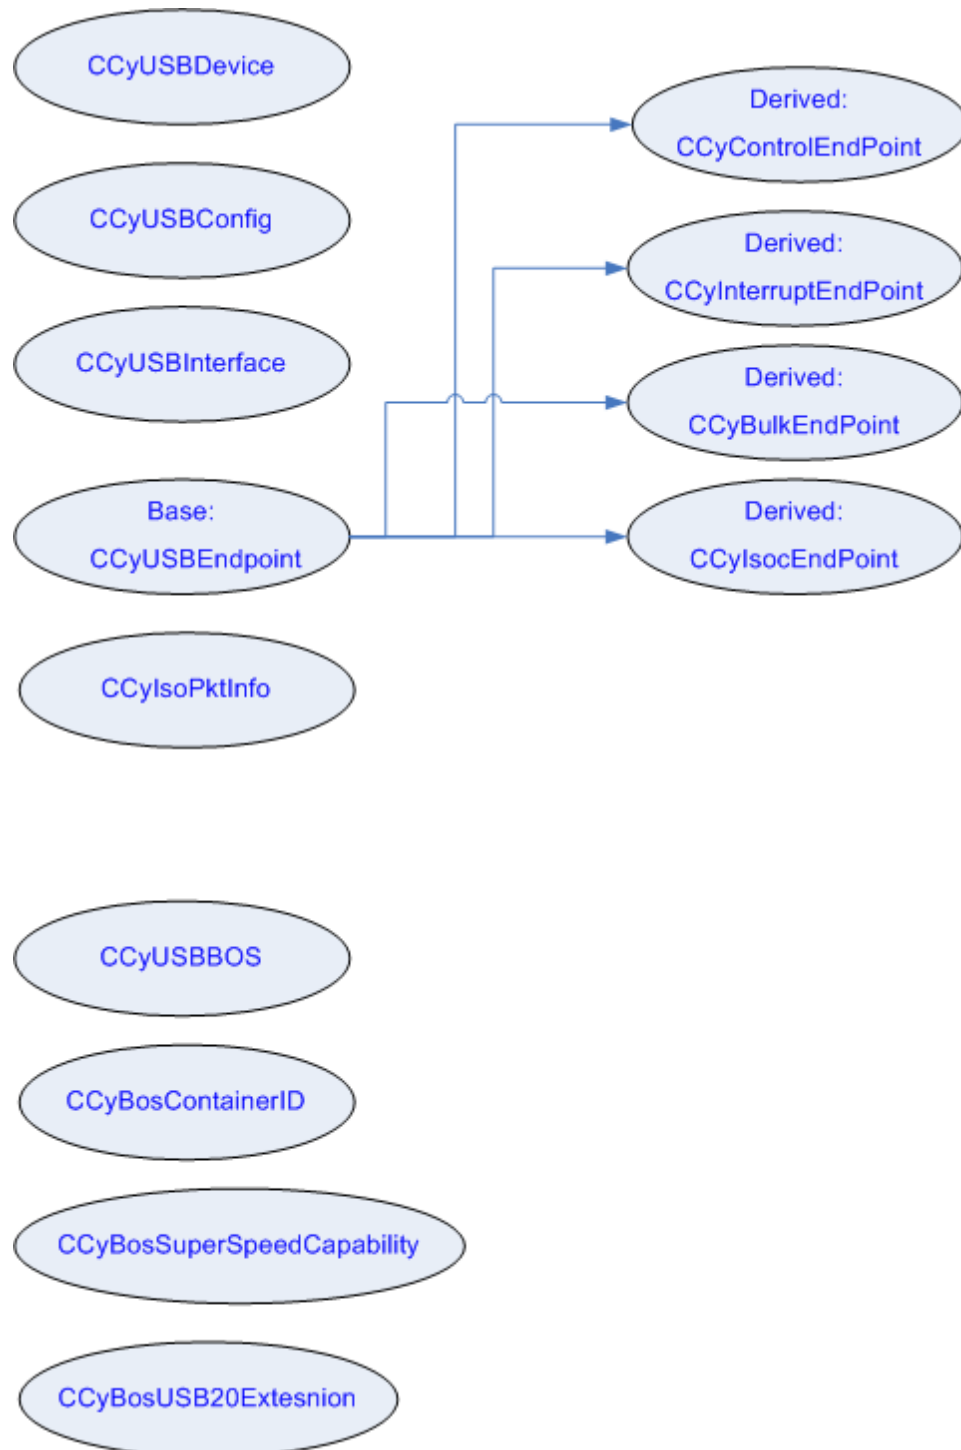 CCyUSBDevice
Derived:
CCyControlEndPoint
CCyUSBConfig
Derived:
CCyInterruptEndPoint
CCyUSBInterface
Derived:
CCyBulkEndPoint
Base:
CCyUSBEndpoint
Derived:
CCyIsocEndPoint
CCyIsoPktInfo
CCyUSBBOS
CCyBosContainerID
CCyBosSuperSpeedCapability
CCyBosUSB20Extesnion